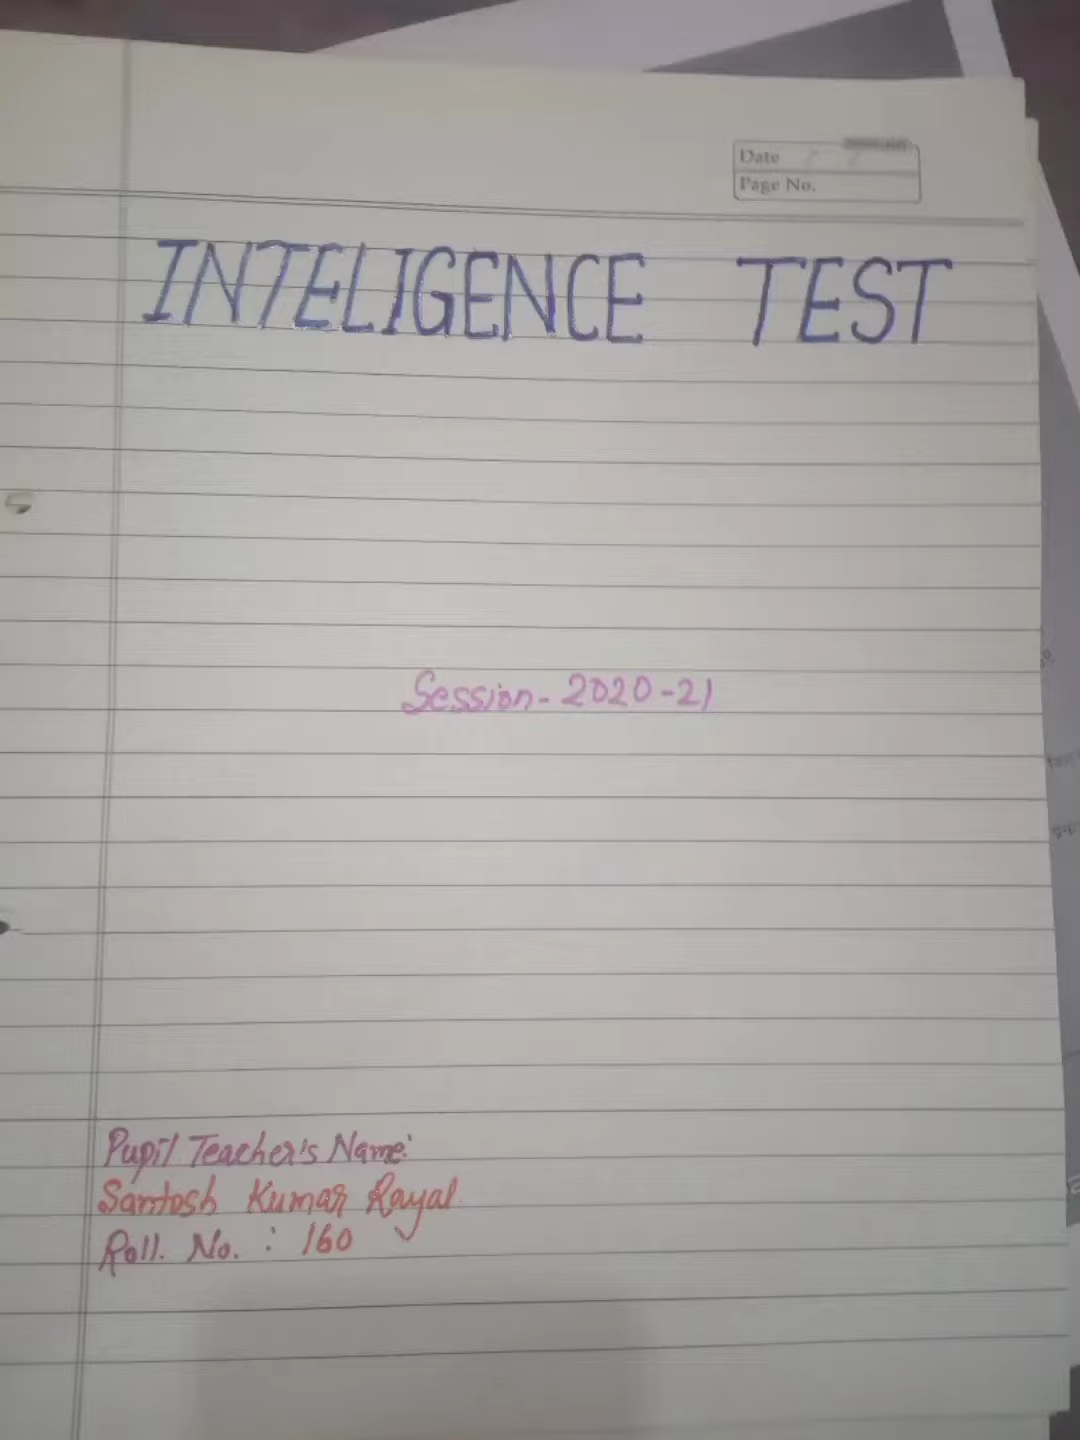 Date
Page No.
INTELIGENCE TEST
Session - 2020-21
Pupil Teacher's Name:
Santosh Kumar Rayal
Roll. No. : 160